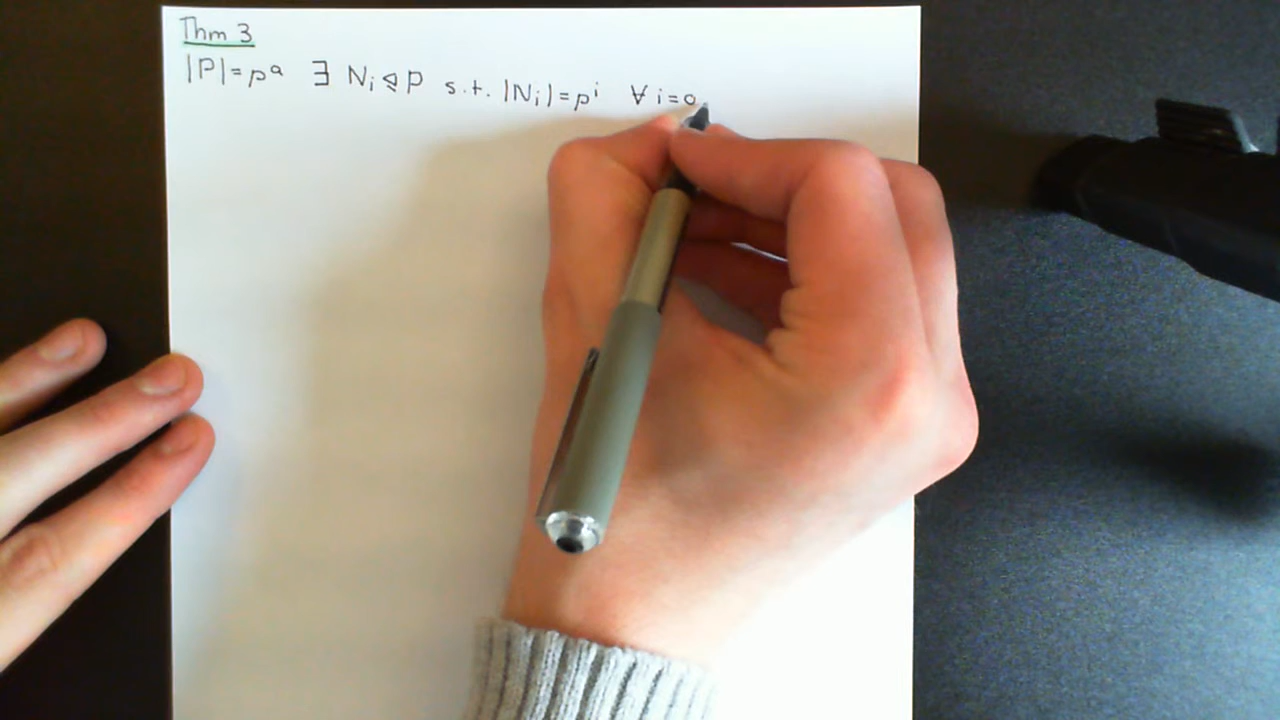 Thm 3
|P|=pᵃ ∃ Nᵢ ⊴ P s.t. |Nᵢ|=pⁱ ∀ i=0